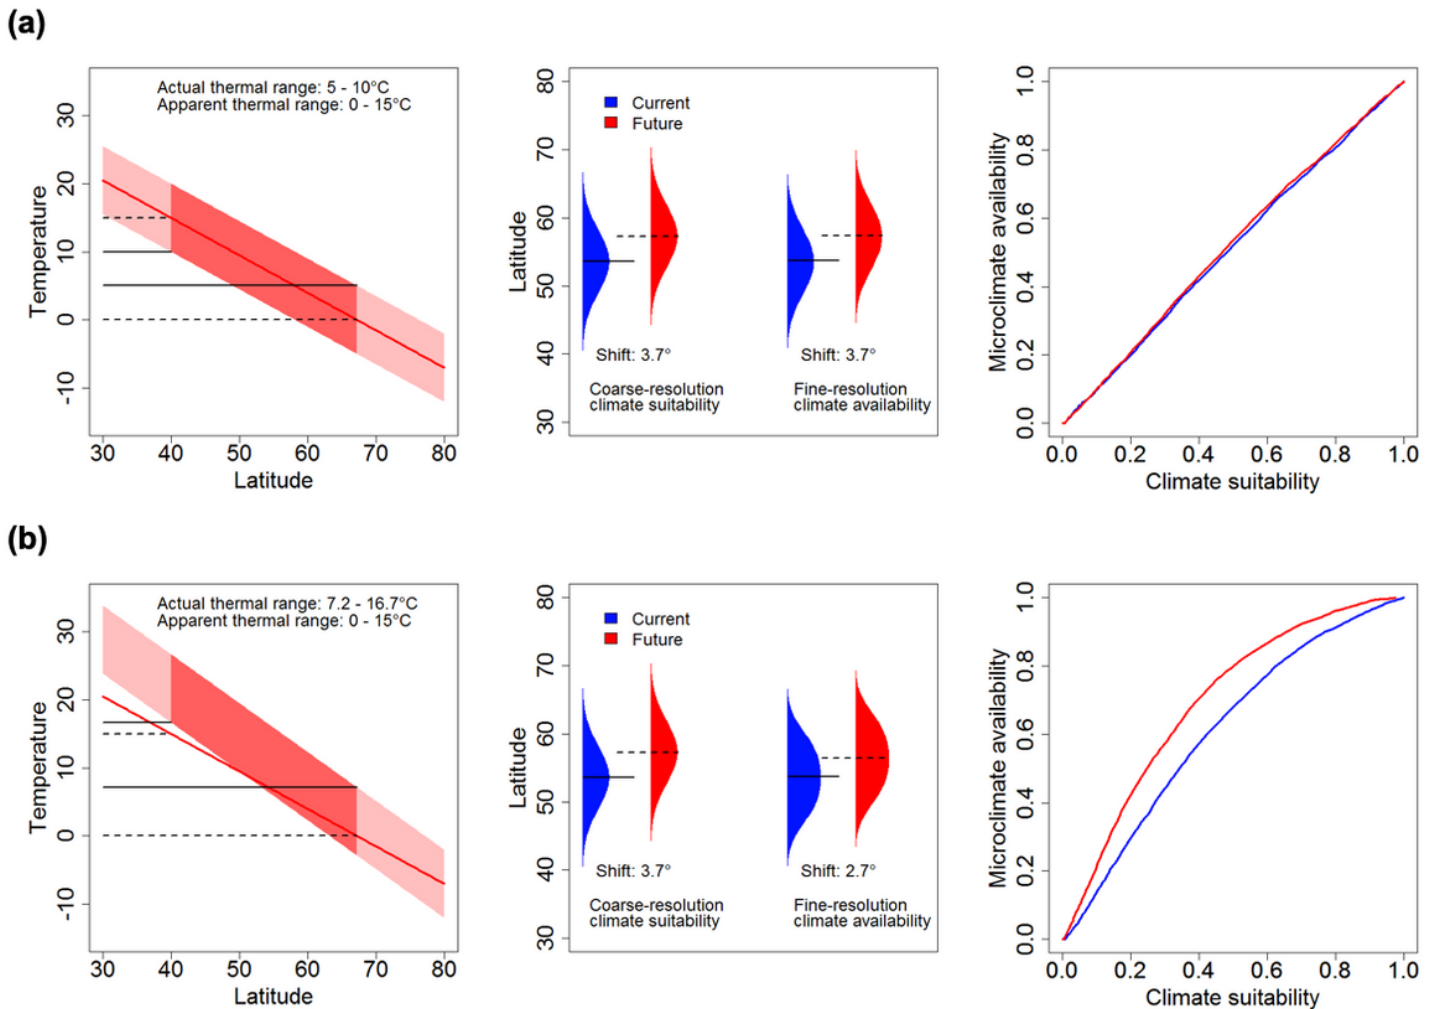 (a)
Actual thermal range: 5 - 10°C
Apparent thermal range: 0 - 15°C
Temperature
30
20
10
0
-10
30 40 50 60 70 80
Latitude
Latitude
80
70
60
50
40
30
Current
Future
Shift: 3.7°
Shift: 3.7°
Coarse-resolution
climate suitability
Fine-resolution
climate availability
Microclimate availability
1.0
0.8
0.6
0.4
0.2
0.0
0.0 0.2 0.4 0.6 0.8 1.0
Climate suitability
(b)
Actual thermal range: 7.2 - 16.7°C
Apparent thermal range: 0 - 15°C
Temperature
30
20
10
0
-10
30 40 50 60 70 80
Latitude
Latitude
80
70
60
50
40
30
Current
Future
Shift: 3.7°
Shift: 2.7°
Coarse-resolution
climate suitability
Fine-resolution
climate availability
Microclimate availability
1.0
0.8
0.6
0.4
0.2
0.0
0.0 0.2 0.4 0.6 0.8 1.0
Climate suitability